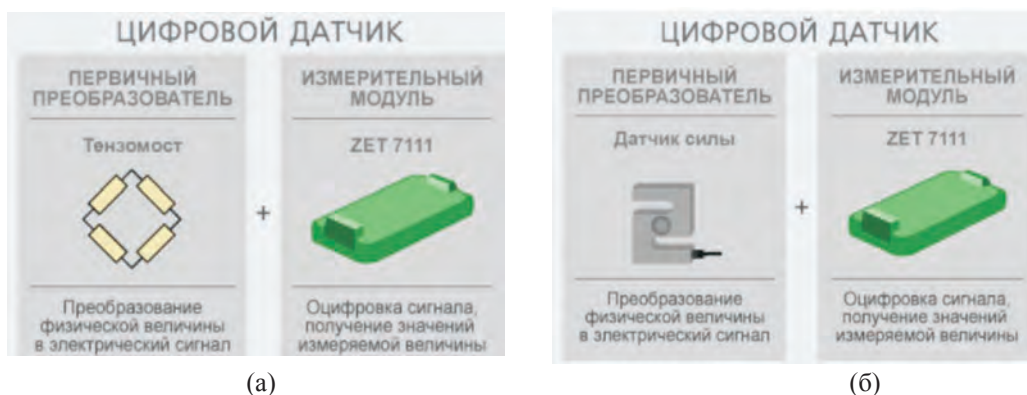 ЦИФРОВОЙ ДАТЧИК
ПЕРВИЧНЫЙ
ПРЕОБРАЗОВАТЕЛЬ
Тензомост
Преобразование
физической величины
в электрический сигнал
+
ИЗМЕРИТЕЛЬНЫЙ
МОДУЛЬ
ZET 7111
Оцифровка сигнала,
получение значений
измеряемой величины
(а)
ЦИФРОВОЙ ДАТЧИК
ПЕРВИЧНЫЙ
ПРЕОБРАЗОВАТЕЛЬ
Датчик силы
Преобразование
физической величины
в электрический сигнал
+
ИЗМЕРИТЕЛЬНЫЙ
МОДУЛЬ
ZET 7111
Оцифровка сигнала,
получение значений
измеряемой величины
(б)